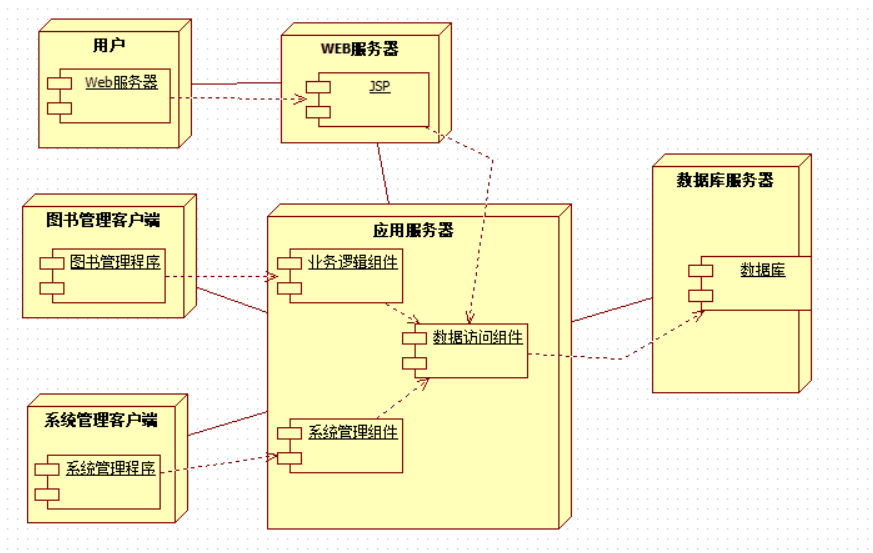 用户
Web服务器
WEB服务器
JSP
数据库服务器
数据库
图书管理客户端
图书管理程序
应用服务器
业务逻辑组件
数据访问组件
系统管理组件
系统管理客户端
系统管理程序